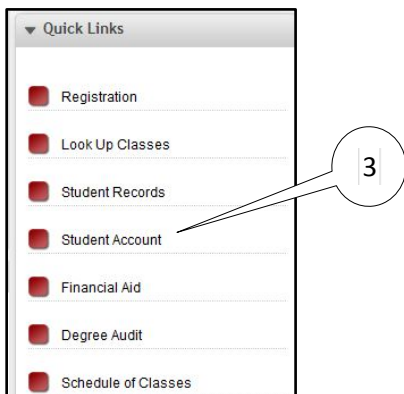 Quick Links
Registration
Look Up Classes
Student Records
3
Student Account
Financial Aid
Degree Audit
Schedule of Classes